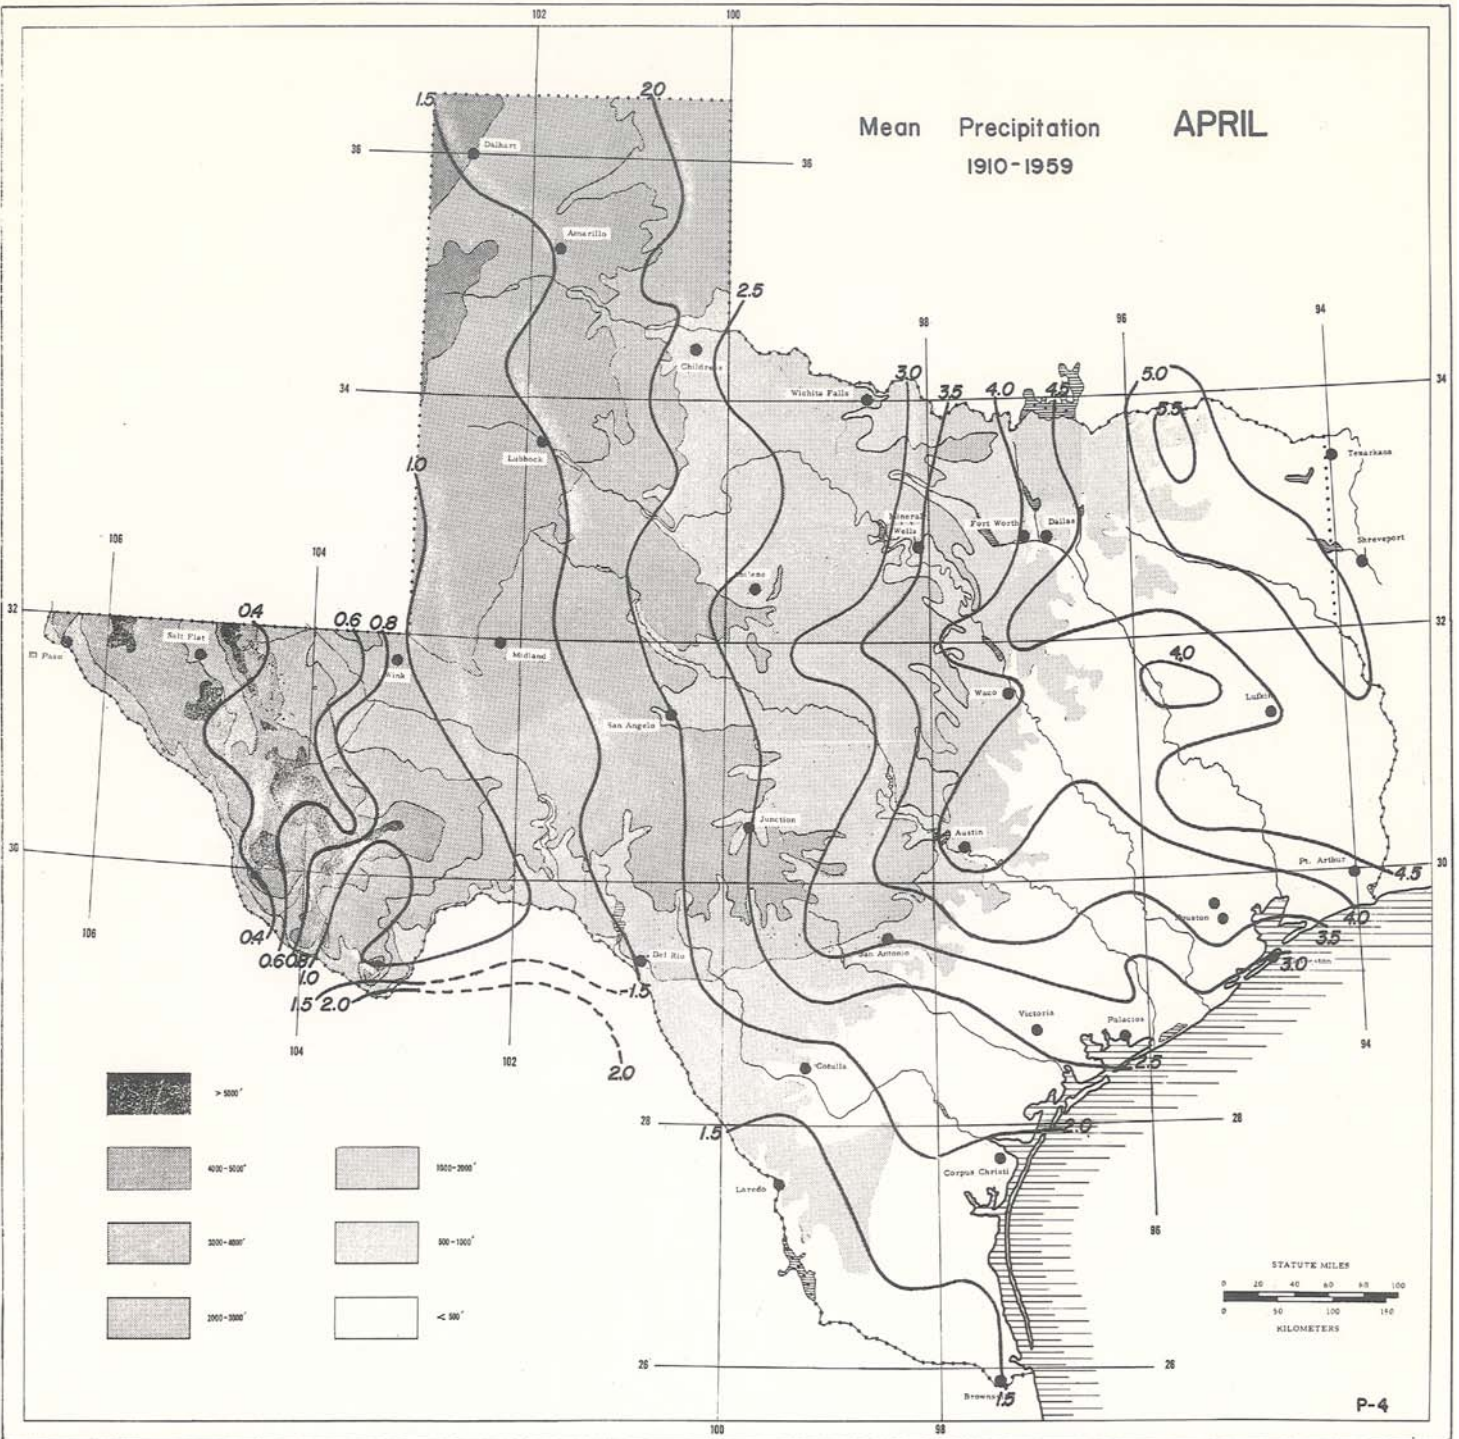 102 100
1.5 2.0
Mean Precipitation APRIL
1910-1959
36 Dalhart 36
Amarillo
2.5
98 96 94
Childress
34 Wichita Falls 3.0 3.5 4.0 4.5 5.0 34
5.5
Lubbock
1.0
Texarkana
Mineral
Wells
Fort Worth Dallas
Shreveport
106 104
32 0.4 0.6 0.8 32
El Paso Salt Flat Wink Midland
4.0
San Angelo Waco Lufkin
Junction Austin
30 Pt. Arthur 30
4.5
4.0
Houston
3.5
106 0.4
0.6 0.8
1.0
Del Rio San Antonio
3.0
1.5 2.0 1.5
Victoria Palacios
104 102 94
2.5
2.0 Cotulla
> 5000'
1.5 28 2.0 28
4000-5000' 1000-2000'
Corpus Christi
Laredo
3000-4000' 500-1000'
96
STATUTE MILES
0 20 40 60 80 100
0 50 100 150
KILOMETERS
2000-3000' < 500'
26 26
1.5
P-4
100 98